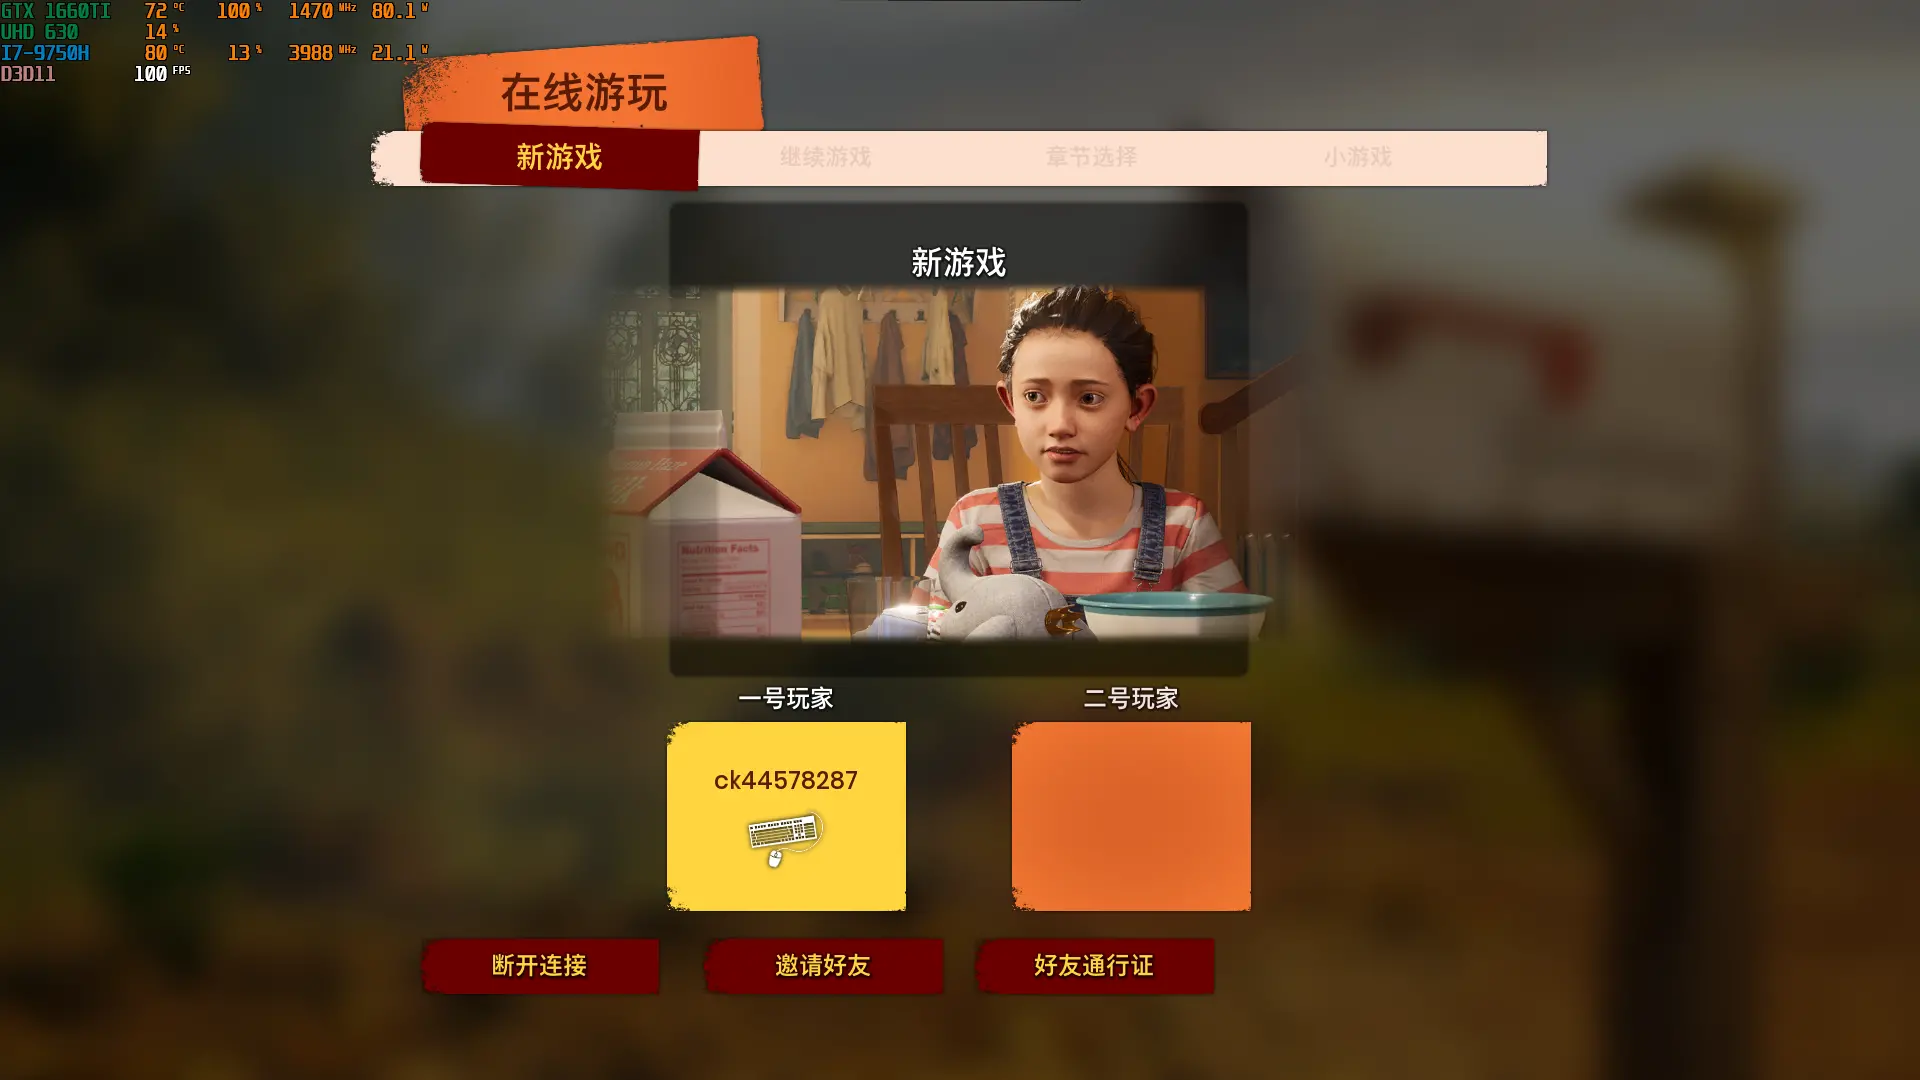 GTX 1660TI 72 °C 100 % 1470 MHz 80.1 W
UHD 630 14 %
I7-9750H 80 °C 13 % 3988 MHz 21.1 W
D3D11 100 FPS
在线游玩
新游戏 继续游戏 章节选择 小游戏
新游戏
Nutrition Facts
一号玩家 二号玩家
ck44578287
断开连接 邀请好友 好友通行证